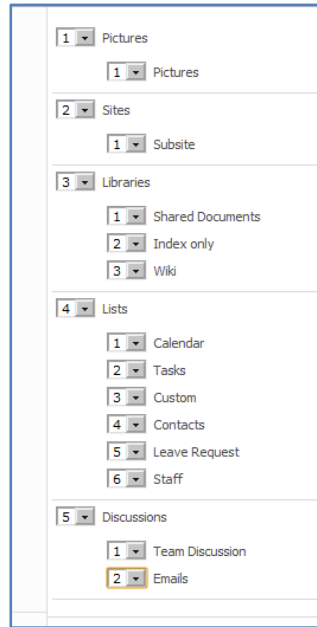 1 Pictures
1 Pictures
2 Sites
1 Subsite
3 Libraries
1 Shared Documents
2 Index only
3 Wiki
4 Lists
1 Calendar
2 Tasks
3 Custom
4 Contacts
5 Leave Request
6 Staff
5 Discussions
1 Team Discussion
2 Emails